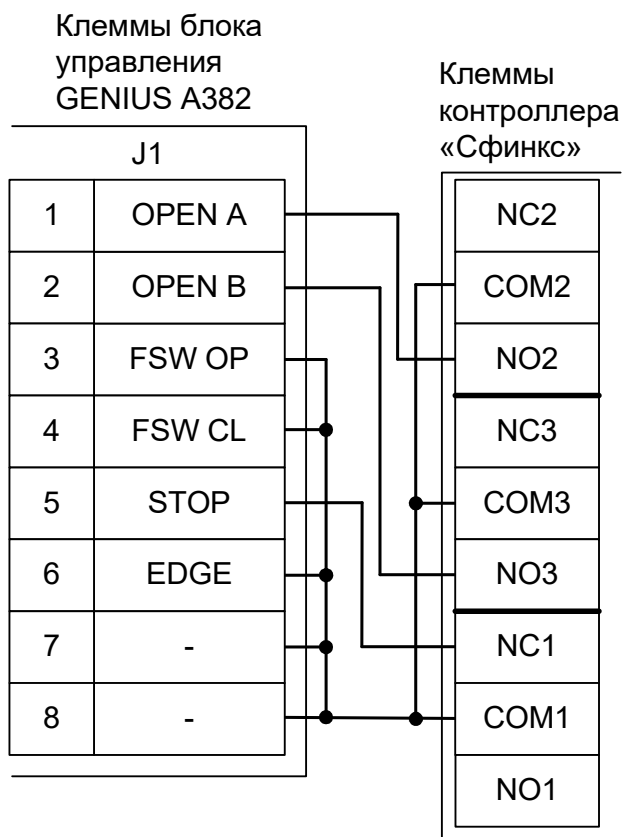 Клеммы блока
управления
GENIUS A382
J1
1 OPEN A
2 OPEN B
3 FSW OP
4 FSW CL
5 STOP
6 EDGE
7 -
8 -
Клеммы
контроллера
«Сфинкс»
NC2
COM2
NO2
NC3
COM3
NO3
NC1
COM1
NO1